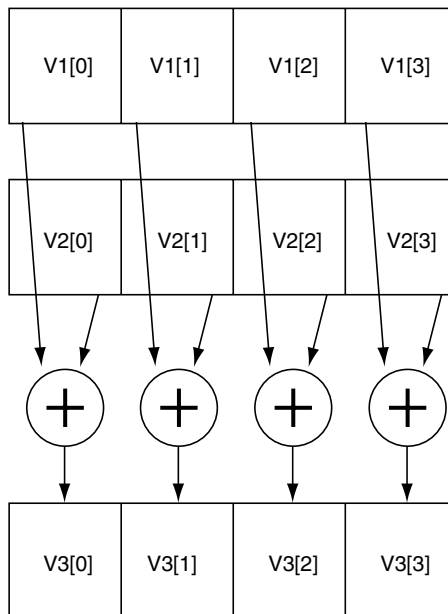 V1[0] V1[1] V1[2] V1[3]
V2[0] V2[1] V2[2] V2[3]
+ + + +
V3[0] V3[1] V3[2] V3[3]